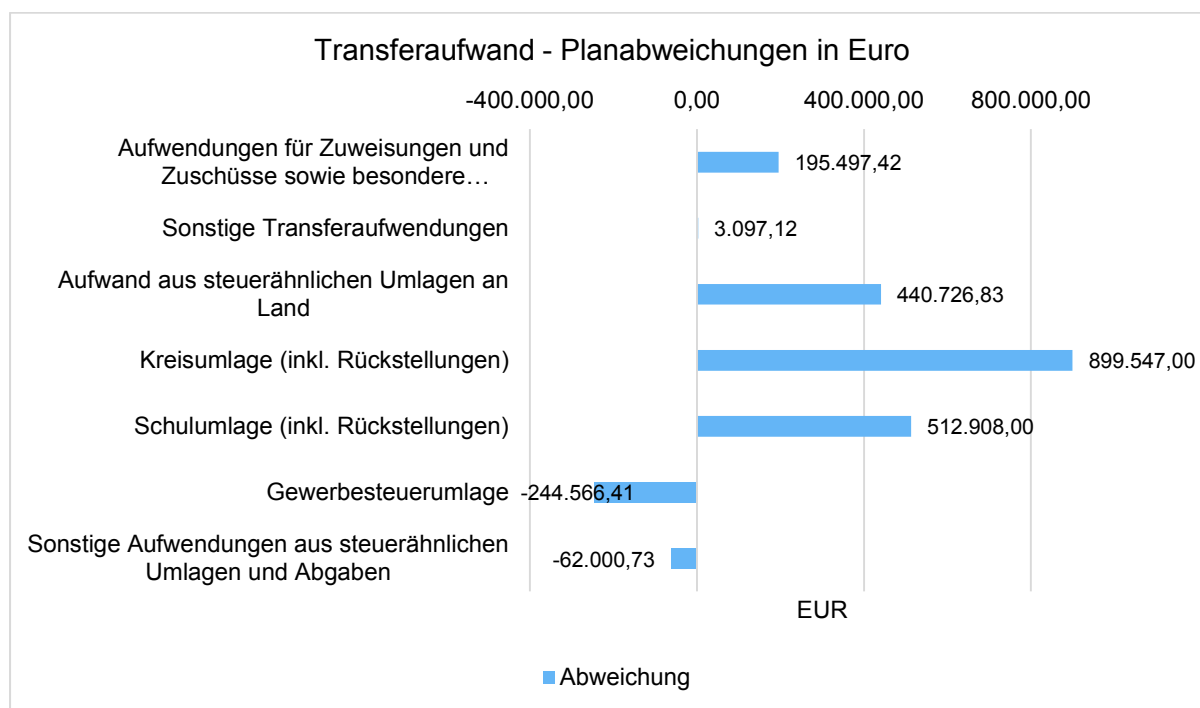 Transferaufwand - Planabweichungen in Euro
-400.000,00 0,00 400.000,00 800.000,00
Aufwendungen für Zuweisungen und
Zuschüsse sowie besondere…
195.497,42
Sonstige Transferaufwendungen
3.097,12
Aufwand aus steuerähnlichen Umlagen an
Land
440.726,83
Kreisumlage (inkl. Rückstellungen)
899.547,00
Schulumlage (inkl. Rückstellungen)
512.908,00
Gewerbesteuerumlage
-244.566,41
Sonstige Aufwendungen aus steuerähnlichen
Umlagen und Abgaben
-62.000,73
EUR
Abweichung